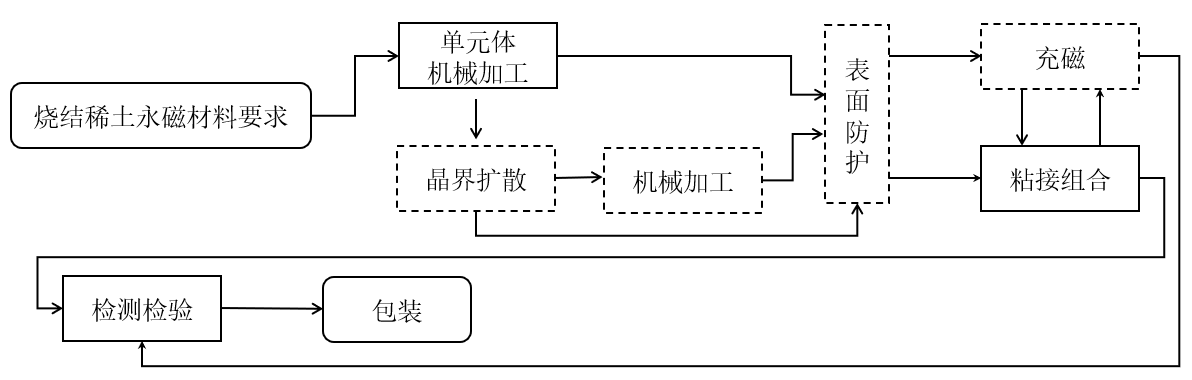 烧结稀土永磁材料要求
单元体
机械加工
晶界扩散
机械加工
表
面
防
护
充磁
粘接组合
检测检验
包装